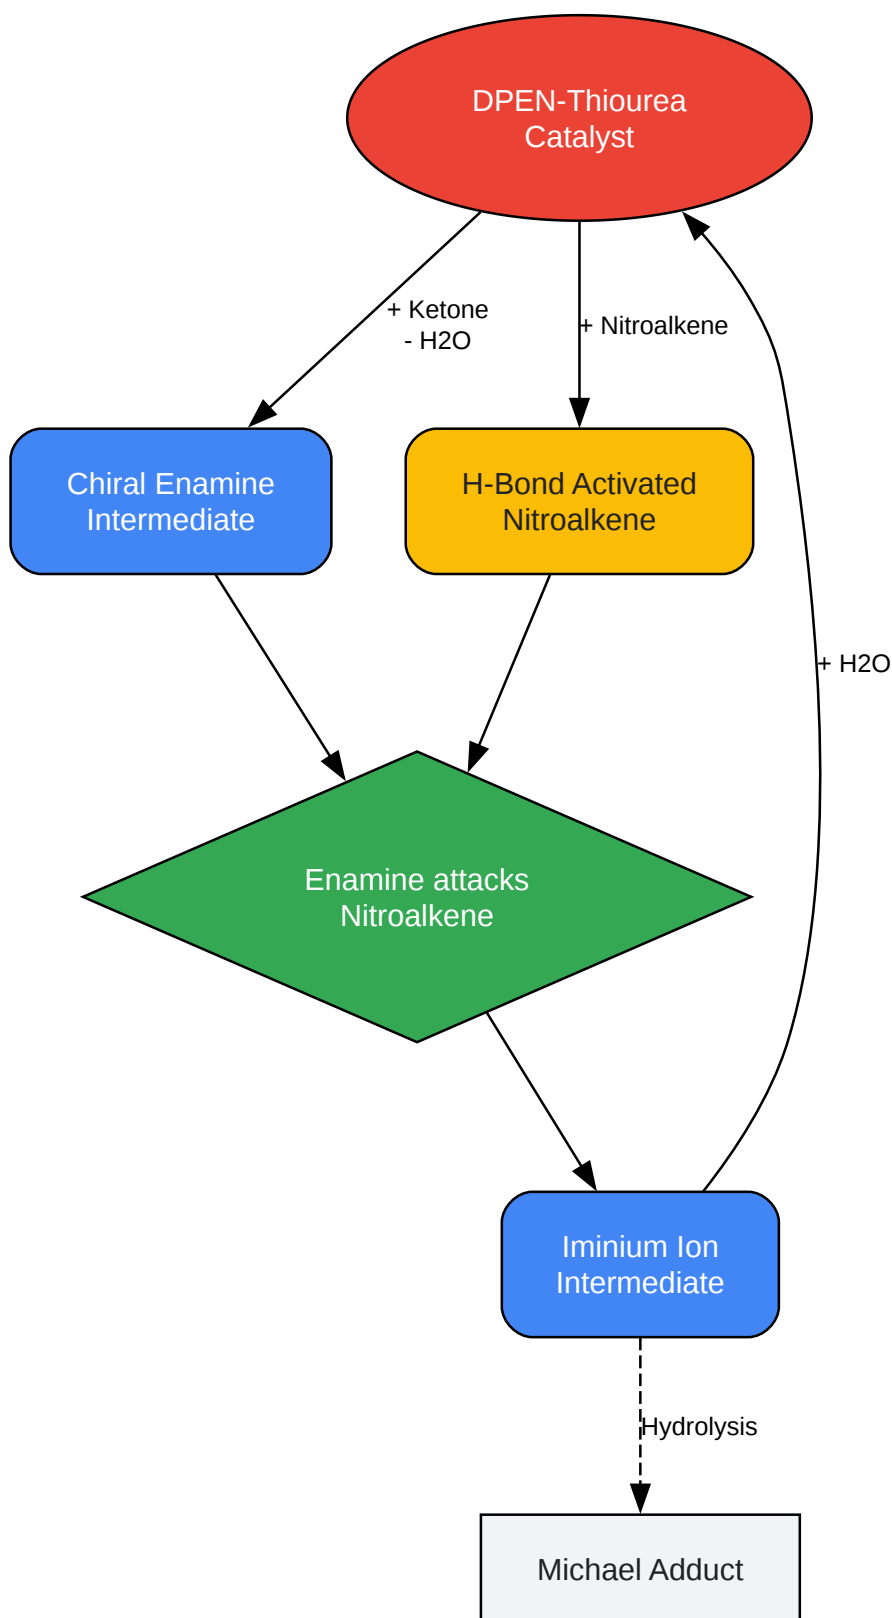 DPEN-Thiourea
Catalyst
+ Ketone
- H2O
+ Nitroalkene
Chiral Enamine
Intermediate
H-Bond Activated
Nitroalkene
+ H2O
Enamine attacks
Nitroalkene
Iminium Ion
Intermediate
Hydrolysis
Michael Adduct